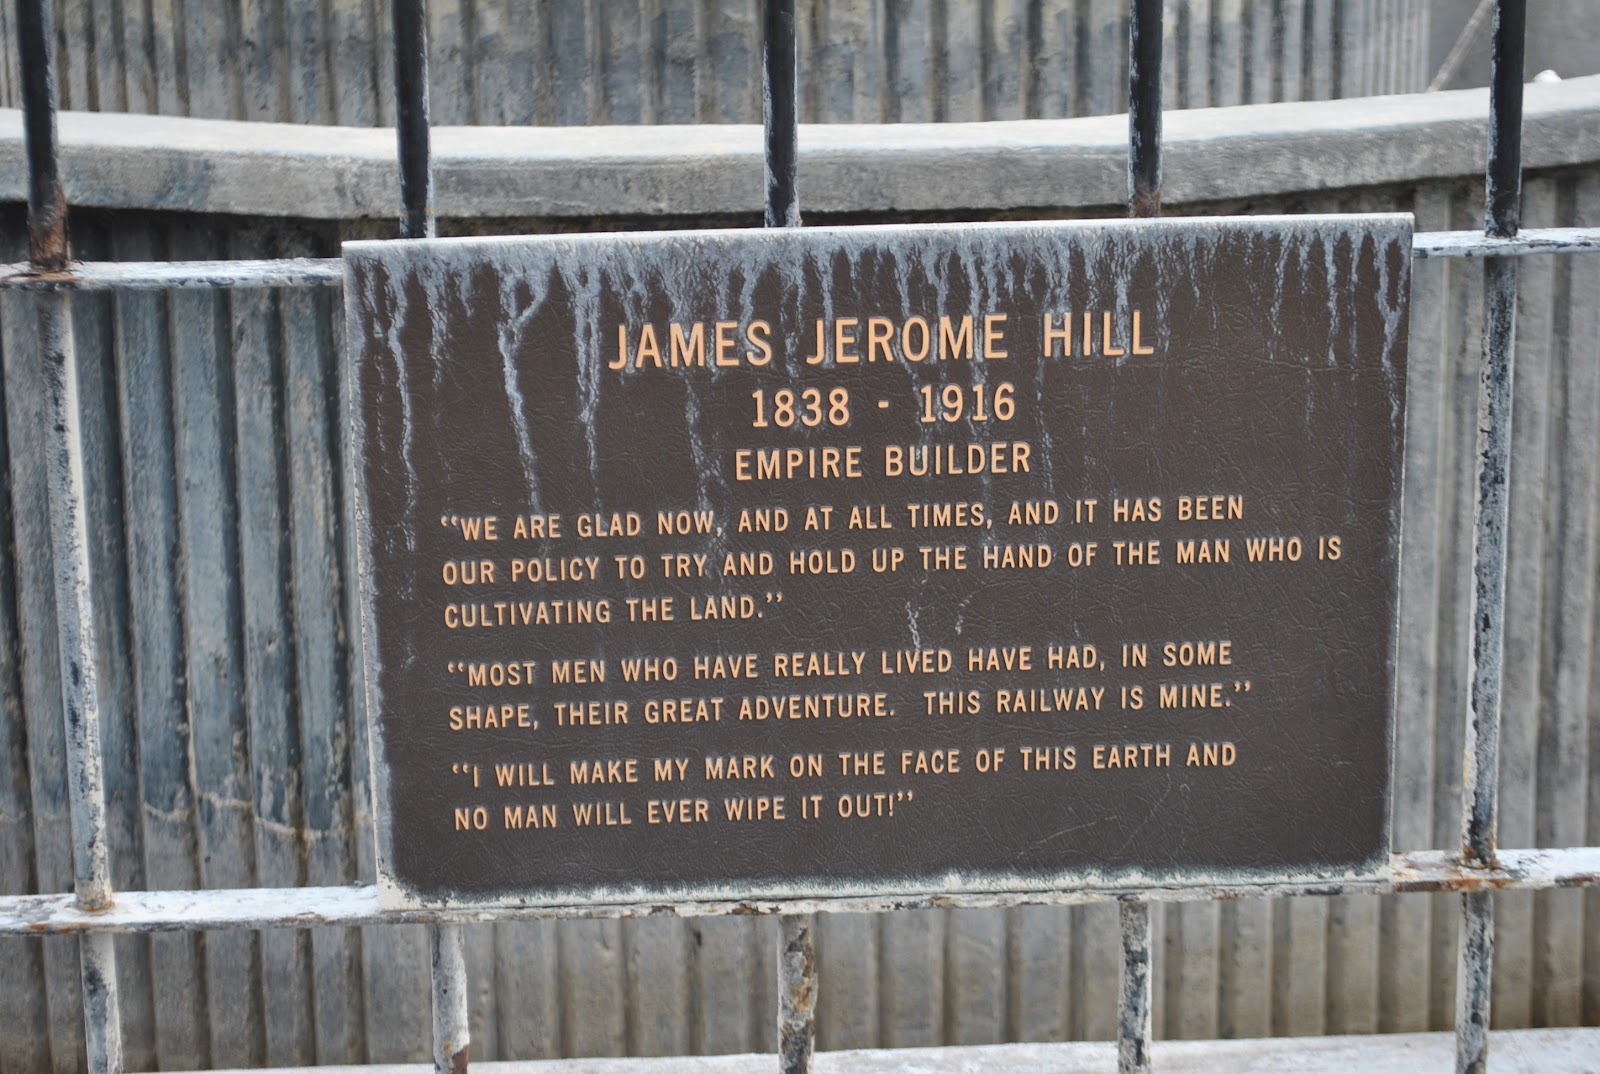 JAMES JEROME HILL
1838 - 1916
EMPIRE BUILDER
“WE ARE GLAD NOW, AND AT ALL TIMES, AND IT HAS BEEN
OUR POLICY TO TRY AND HOLD UP THE HAND OF THE MAN WHO IS
CULTIVATING THE LAND.”
“MOST MEN WHO HAVE REALLY LIVED HAVE HAD, IN SOME
SHAPE, THEIR GREAT ADVENTURE. THIS RAILWAY IS MINE.”
“I WILL MAKE MY MARK ON THE FACE OF THIS EARTH AND
NO MAN WILL EVER WIPE IT OUT!”